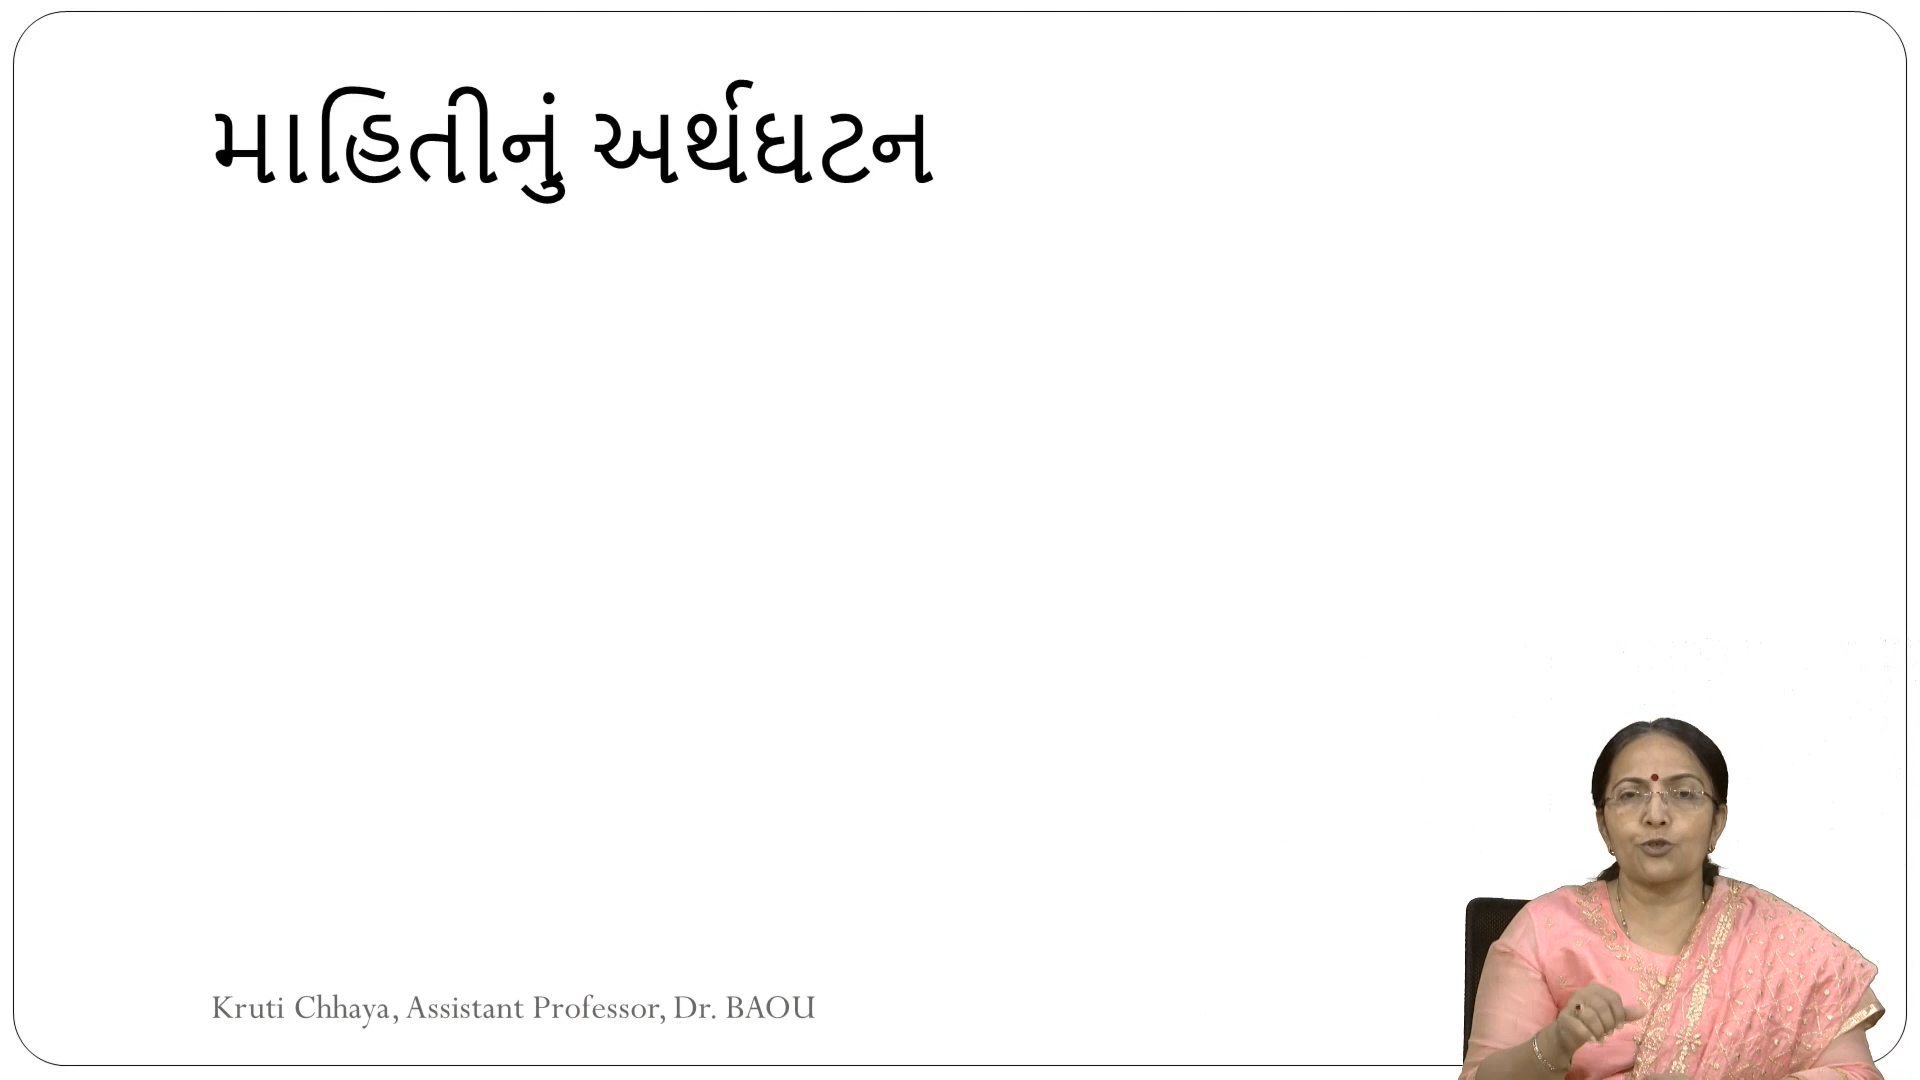 માહિતીનું અર્થઘટન
Kruti Chhaya, Assistant Professor, Dr. BAOU